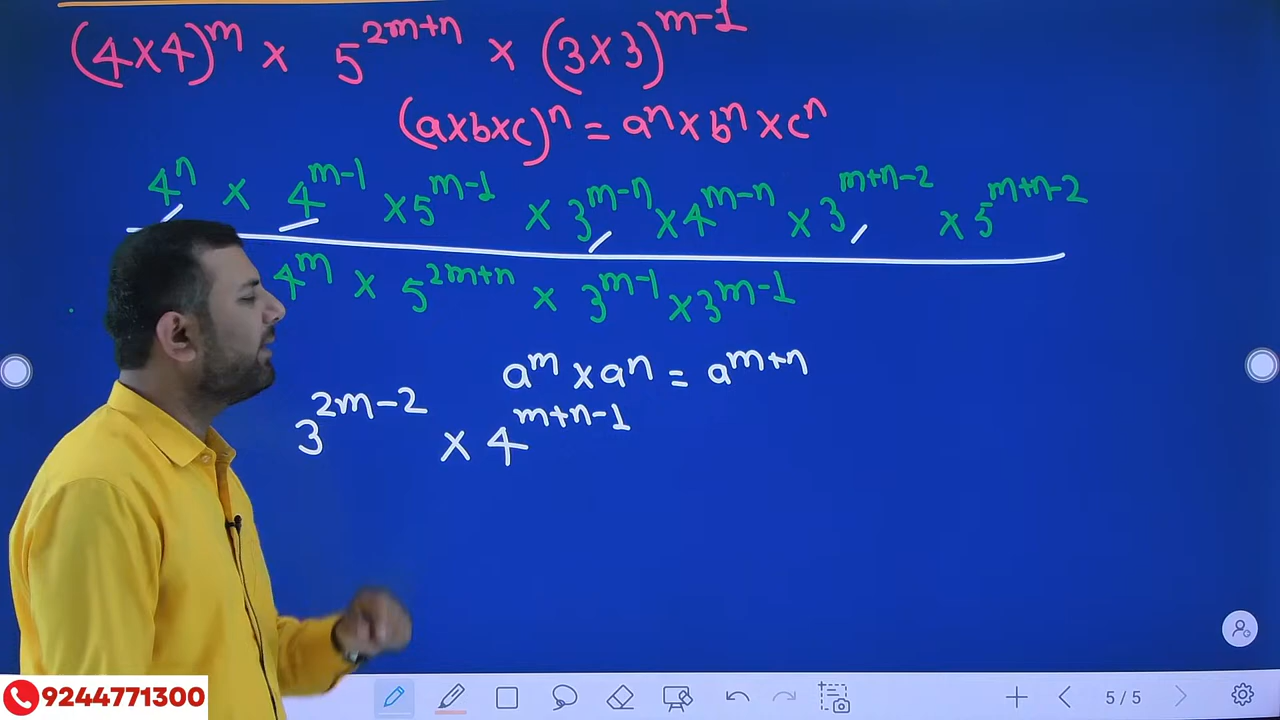 (4×4)^m × 5^{2m+n} × (3×3)^{m-1}
(a×b×c)^n = a^n × b^n × c^n
4^n × 4^{m-1} × 5^{m-1} × 3^{m-n} × 4^{m-n} × 3^{m+n-2} × 5^{m+n-2}
4^m × 5^{2m+n} × 3^{m-1} × 3^{m-1}
a^m × a^n = a^{m+n}
3^{2m-2} × 4^{m+n-1}
5/5
9244771300